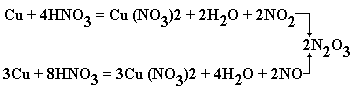 Cu + 4HNO₃ = Cu (NO₃)2 + 2H₂O + 2NO₂
2N₂O₃
3Cu + 8HNO₃ = 3Cu (NO₃)2 + 4H₂O + 2NO